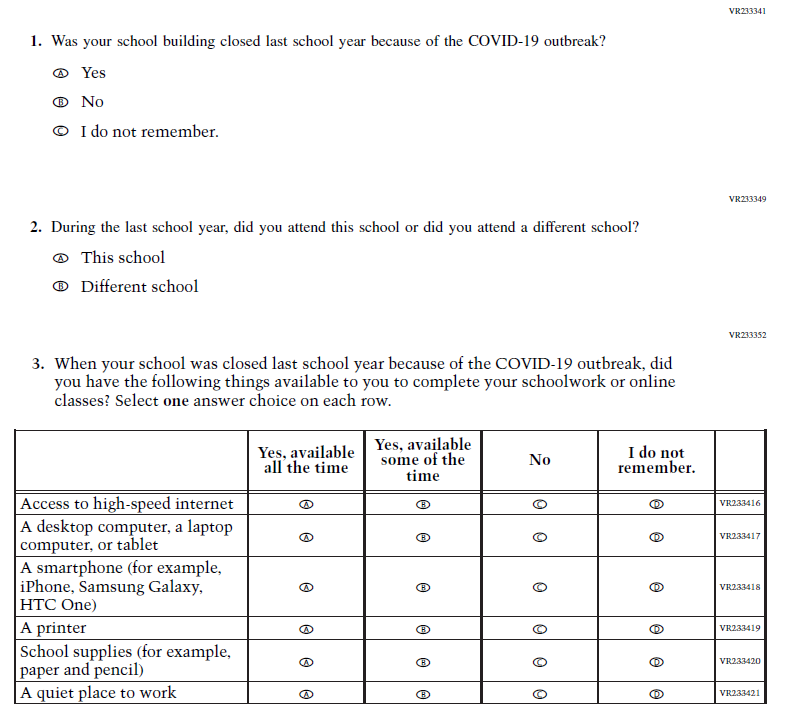 VR233341
1. Was your school building closed last school year because of the COVID-19 outbreak?
Ⓐ Yes
Ⓑ No
Ⓒ I do not remember.
VR233349
2. During the last school year, did you attend this school or did you attend a different school?
Ⓐ This school
Ⓑ Different school
VR233352
3. When your school was closed last school year because of the COVID-19 outbreak, did
you have the following things available to you to complete your schoolwork or online
classes? Select one answer choice on each row.
Yes, available
all the time
Yes, available
some of the
time
No
I do not
remember.
Access to high-speed internet Ⓐ Ⓑ Ⓒ Ⓓ VR233416
A desktop computer, a laptop
computer, or tablet Ⓐ Ⓑ Ⓒ Ⓓ VR233417
A smartphone (for example,
iPhone, Samsung Galaxy,
HTC One) Ⓐ Ⓑ Ⓒ Ⓓ VR233418
A printer Ⓐ Ⓑ Ⓒ Ⓓ VR233419
School supplies (for example,
paper and pencil) Ⓐ Ⓑ Ⓒ Ⓓ VR233420
A quiet place to work Ⓐ Ⓑ Ⓒ Ⓓ VR233421